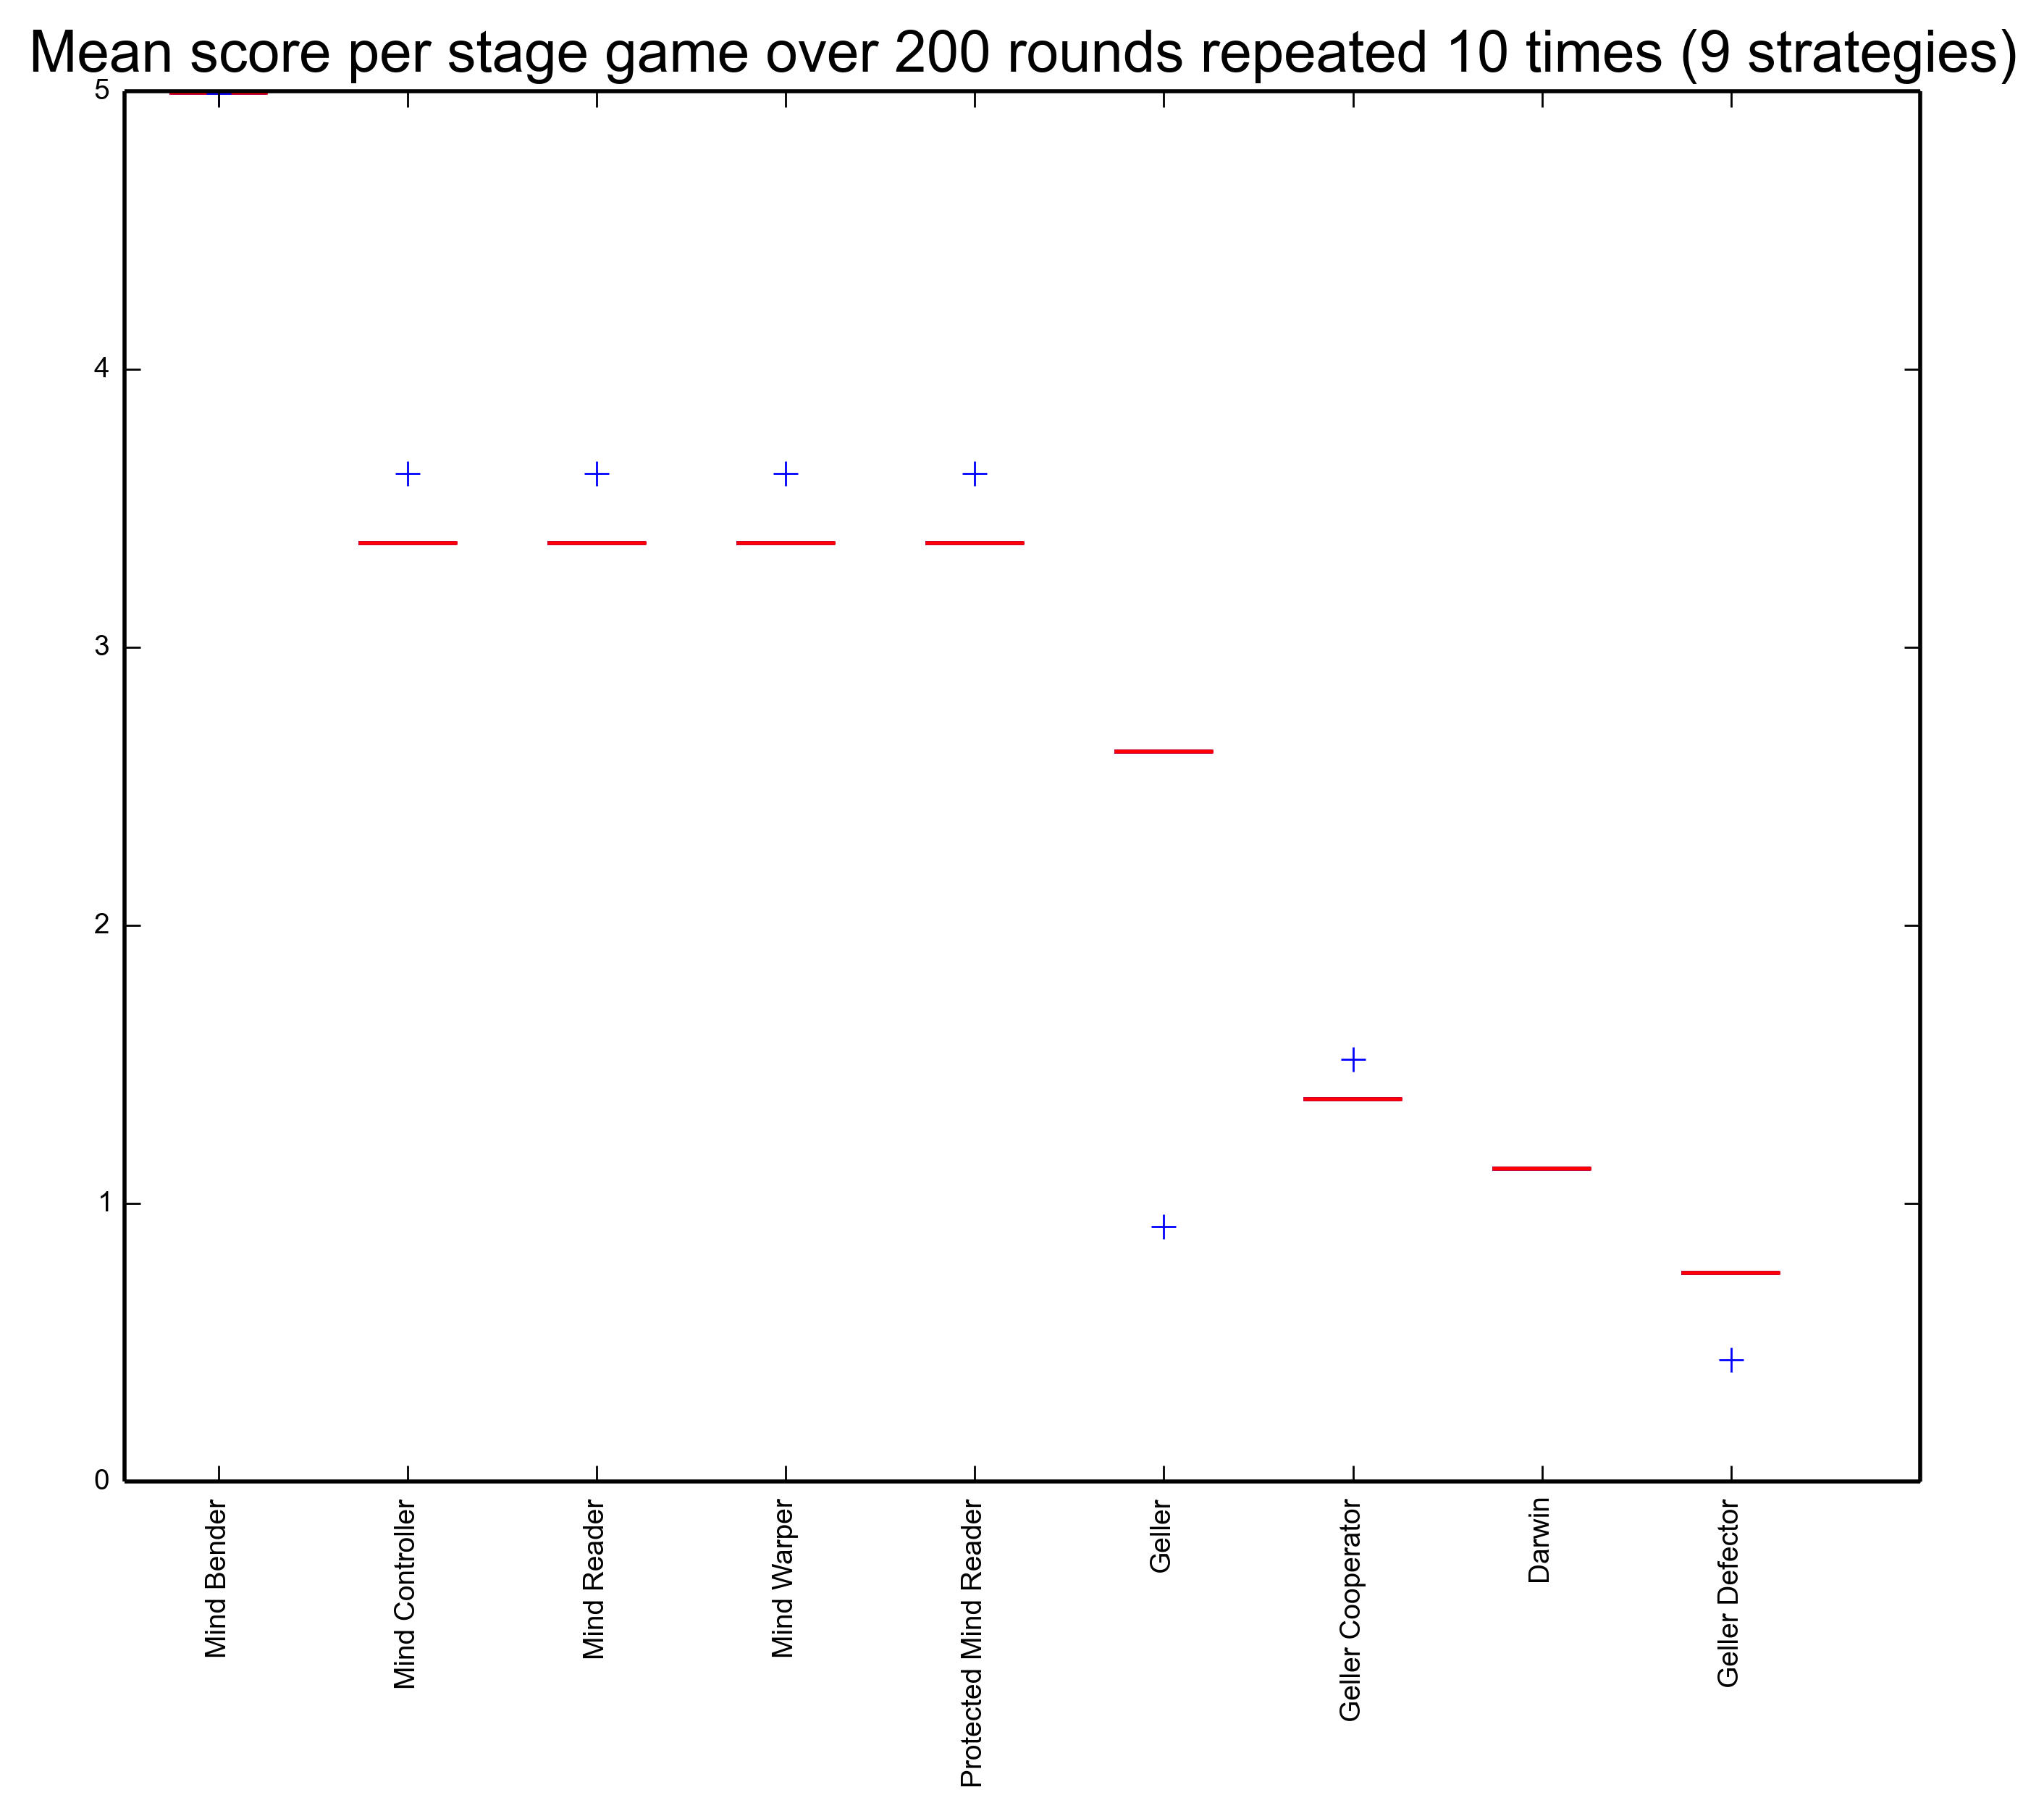 Mean score per stage game over 200 rounds repeated 10 times (9 strategies)
5
4
3
2
1
0
Mind Bender
Mind Controller
Mind Reader
Mind Warper
Protected Mind Reader
Geller
Geller Cooperator
Darwin
Geller Defector